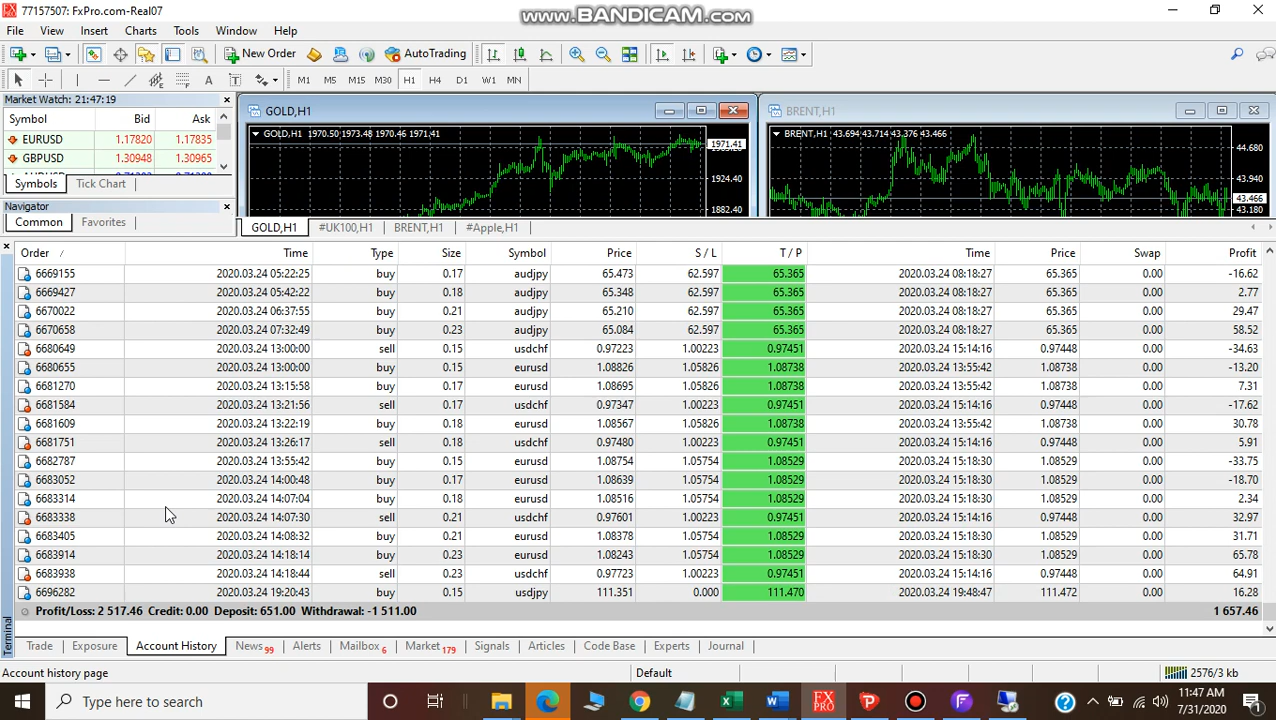 77157507: FxPro.com-Real07
www.BANDICAM.com
File View Insert Charts Tools Window Help
New Order AutoTrading
M1 M5 M15 M30 H1 H4 D1 W1 MN
Market Watch: 21:47:19
Symbol Bid Ask
EURUSD 1.17820 1.17835
GBPUSD 1.30948 1.30965
Symbols Tick Chart
Navigator
Common Favorites
GOLD,H1
GOLD,H1 1970.50 1973.48 1970.46 1971.41
1971.41
1924.40
1882.40
BRENT,H1
BRENT,H1 43.694 43.714 43.376 43.466
44.680
43.940
43.466
43.180
GOLD,H1 #UK100,H1 BRENT,H1 #Apple,H1
Order / Time Type Size Symbol Price S / L T / P Time Price Swap Profit
6669155 2020.03.24 05:22:25 buy 0.17 audjpy 65.473 62.597 65.365 2020.03.24 08:18:27 65.365 0.00 -16.62
6669427 2020.03.24 05:42:22 buy 0.18 audjpy 65.348 62.597 65.365 2020.03.24 08:18:27 65.365 0.00 2.77
6670022 2020.03.24 06:37:55 buy 0.21 audjpy 65.210 62.597 65.365 2020.03.24 08:18:27 65.365 0.00 29.47
6670658 2020.03.24 07:32:49 buy 0.23 audjpy 65.084 62.597 65.365 2020.03.24 08:18:27 65.365 0.00 58.52
6680649 2020.03.24 13:00:00 sell 0.15 usdchf 0.97223 1.00223 0.97451 2020.03.24 15:14:16 0.97448 0.00 -34.63
6680655 2020.03.24 13:00:00 buy 0.15 eurusd 1.08826 1.05826 1.08738 2020.03.24 13:55:42 1.08738 0.00 -13.20
6681270 2020.03.24 13:15:58 buy 0.17 eurusd 1.08695 1.05826 1.08738 2020.03.24 13:55:42 1.08738 0.00 7.31
6681584 2020.03.24 13:21:56 sell 0.17 usdchf 0.97347 1.00223 0.97451 2020.03.24 15:14:16 0.97448 0.00 -17.62
6681609 2020.03.24 13:22:19 buy 0.18 eurusd 1.08567 1.05826 1.08738 2020.03.24 13:55:42 1.08738 0.00 30.78
6681751 2020.03.24 13:26:17 sell 0.18 usdchf 0.97480 1.00223 0.97451 2020.03.24 15:14:16 0.97448 0.00 5.91
6682787 2020.03.24 13:55:42 buy 0.15 eurusd 1.08754 1.05754 1.08529 2020.03.24 15:18:30 1.08529 0.00 -33.75
6683052 2020.03.24 14:00:48 buy 0.17 eurusd 1.08639 1.05754 1.08529 2020.03.24 15:18:30 1.08529 0.00 -18.70
6683314 2020.03.24 14:07:04 buy 0.18 eurusd 1.08516 1.05754 1.08529 2020.03.24 15:18:30 1.08529 0.00 2.34
6683338 2020.03.24 14:07:30 sell 0.21 usdchf 0.97601 1.00223 0.97451 2020.03.24 15:14:16 0.97448 0.00 32.97
6683405 2020.03.24 14:08:32 buy 0.21 eurusd 1.08378 1.05754 1.08529 2020.03.24 15:18:30 1.08529 0.00 31.71
6683914 2020.03.24 14:18:14 buy 0.23 eurusd 1.08243 1.05754 1.08529 2020.03.24 15:18:30 1.08529 0.00 65.78
6683938 2020.03.24 14:18:44 sell 0.23 usdchf 0.97723 1.00223 0.97451 2020.03.24 15:14:16 0.97448 0.00 64.91
6696282 2020.03.24 19:20:43 buy 0.15 usdjpy 111.351 0.000 111.470 2020.03.24 19:48:47 111.472 0.00 16.28
Profit/Loss: 2 517.46 Credit: 0.00 Deposit: 651.00 Withdrawal: -1 511.00 1 657.46
Terminal
Trade Exposure Account History News 99 Alerts Mailbox 6 Market 179 Signals Articles Code Base Experts Journal
Account history page Default 2576/3 kb
Type here to search
FX PRO
11:47 AM
7/31/2020